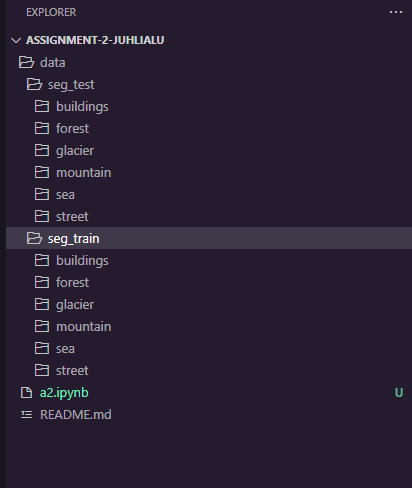 EXPLORER ...
ASSIGNMENT-2-JUHLIALU
data
seg_test
buildings
forest
glacier
mountain
sea
street
seg_train
buildings
forest
glacier
mountain
sea
street
a2.ipynb U
README.md